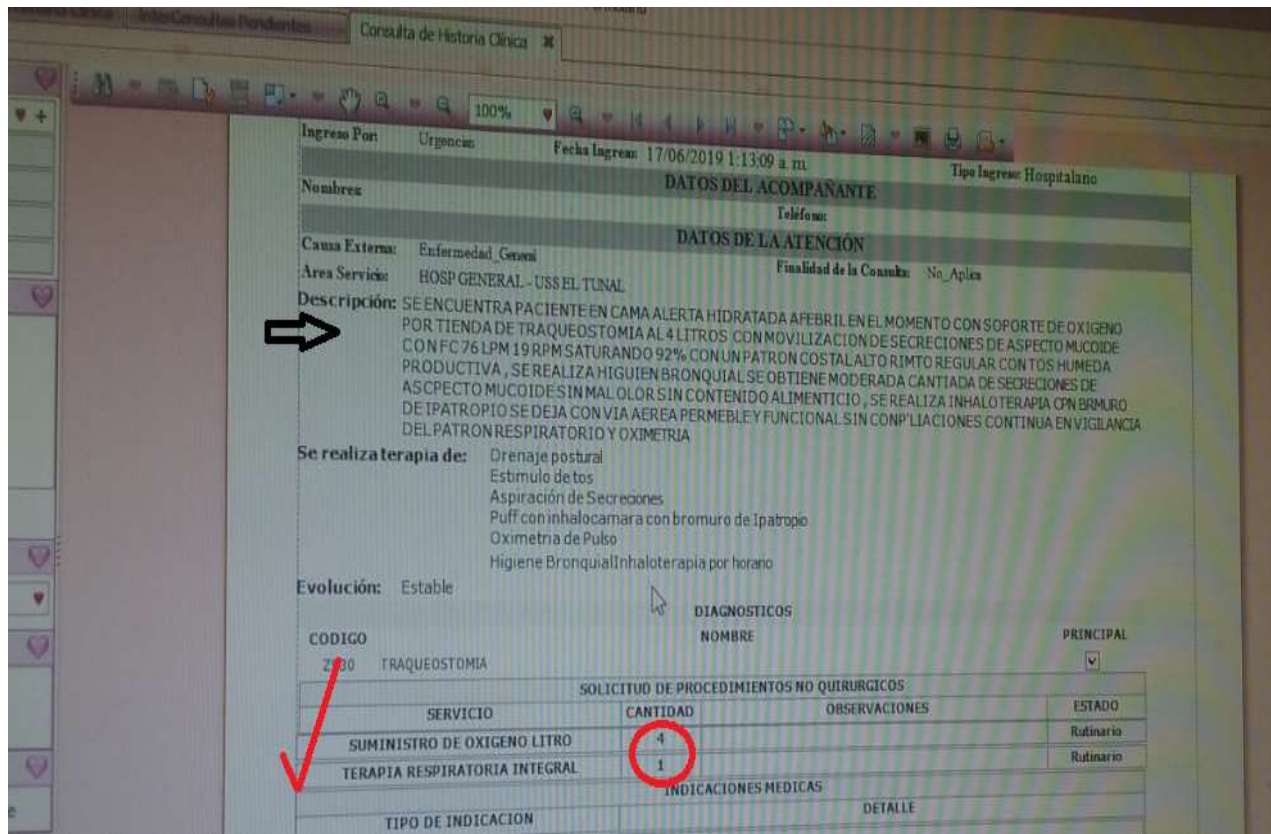 InterConsultas Pendientes
Consulta de Historia Clínica
100%
Ingreso Por: Urgencias Fecha Ingreso: 17/06/2019 1:13:09 a. m. Tipo Ingreso: Hospitalario
DATOS DEL ACOMPAÑANTE
Nombres: Teléfono:
DATOS DE LA ATENCIÓN
Causa Externa: Enfermedad_General Finalidad de la Consulta: No_Aplica
Area Servicio: HOSP GENERAL - USS EL TUNAL
Descripción: SE ENCUENTRA PACIENTE EN CAMA ALERTA HIDRATADA AFEBRIL EN EL MOMENTO CON SOPORTE DE OXIGENO
POR TIENDA DE TRAQUEOSTOMIA AL 4 LITROS CON MOVILIZACION DE SECRECIONES DE ASPECTO MUCOIDE
CON FC 76 LPM 19 RPM SATURANDO 92% CON UN PATRON COSTAL ALTO RIMTO REGULAR CON TOS HUMEDA
PRODUCTIVA , SE REALIZA HIGUIEN BRONQUIAL SE OBTIENE MODERADA CANTIADA DE SECRECIONES DE
ASCPECTO MUCOIDE SIN MAL OLOR SIN CONTENIDO ALIMENTICIO , SE REALIZA INHALOTERAPIA CPN BRMURO
DE IPATROPIO SE DEJA CON VIA AEREA PERMEBLE Y FUNCIONAL SIN CONP'LIACIONES CONTINUA EN VIGILANCIA
DEL PATRON RESPIRATORIO Y OXIMETRIA
Se realiza terapia de: Drenaje postural
Estimulo de tos
Aspiración de Secreciones
Puff con inhalocamara con bromuro de Ipatropio
Oximetria de Pulso
Higiene BronquialInhaloterapia por horario
Evolución: Estable
DIAGNOSTICOS
CODIGO NOMBRE PRINCIPAL
TRAQUEOSTOMIA
SOLICITUD DE PROCEDIMIENTOS NO QUIRURGICOS
SERVICIO CANTIDAD OBSERVACIONES ESTADO
SUMINISTRO DE OXIGENO LITRO 4 Rutinario
TERAPIA RESPIRATORIA INTEGRAL 1 Rutinario
INDICACIONES MEDICAS
TIPO DE INDICACION DETALLE